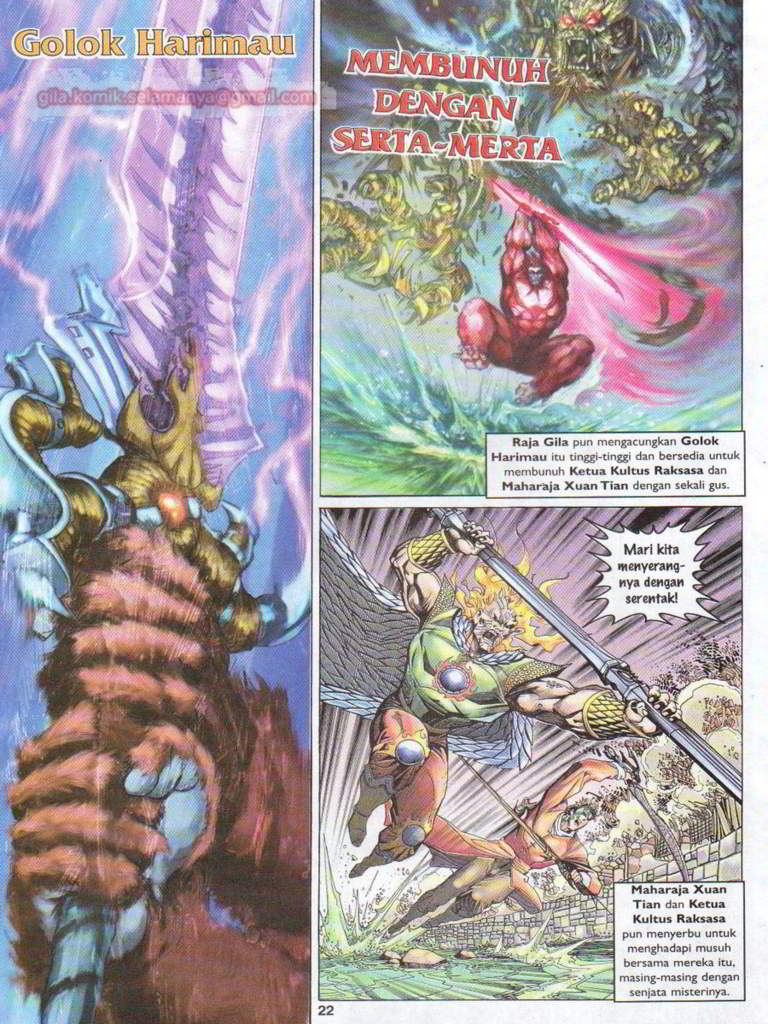 Golok Harimau
gila.komik.selamanya@gmail.com
MEMBUNUH
DENGAN
SERTA-MERTA
Raja Gila pun mengacungkan Golok
Harimau itu tinggi-tinggi dan bersedia untuk
membunuh Ketua Kultus Raksasa dan
Maharaja Xuan Tian dengan sekali gus.
Mari kita
menyerang-
nya dengan
serentak!
Maharaja Xuan
Tian dan Ketua
Kultus Raksasa
pun menyerbu untuk
menghadapi musuh
bersama mereka itu,
masing-masing dengan
senjata misterinya.
22